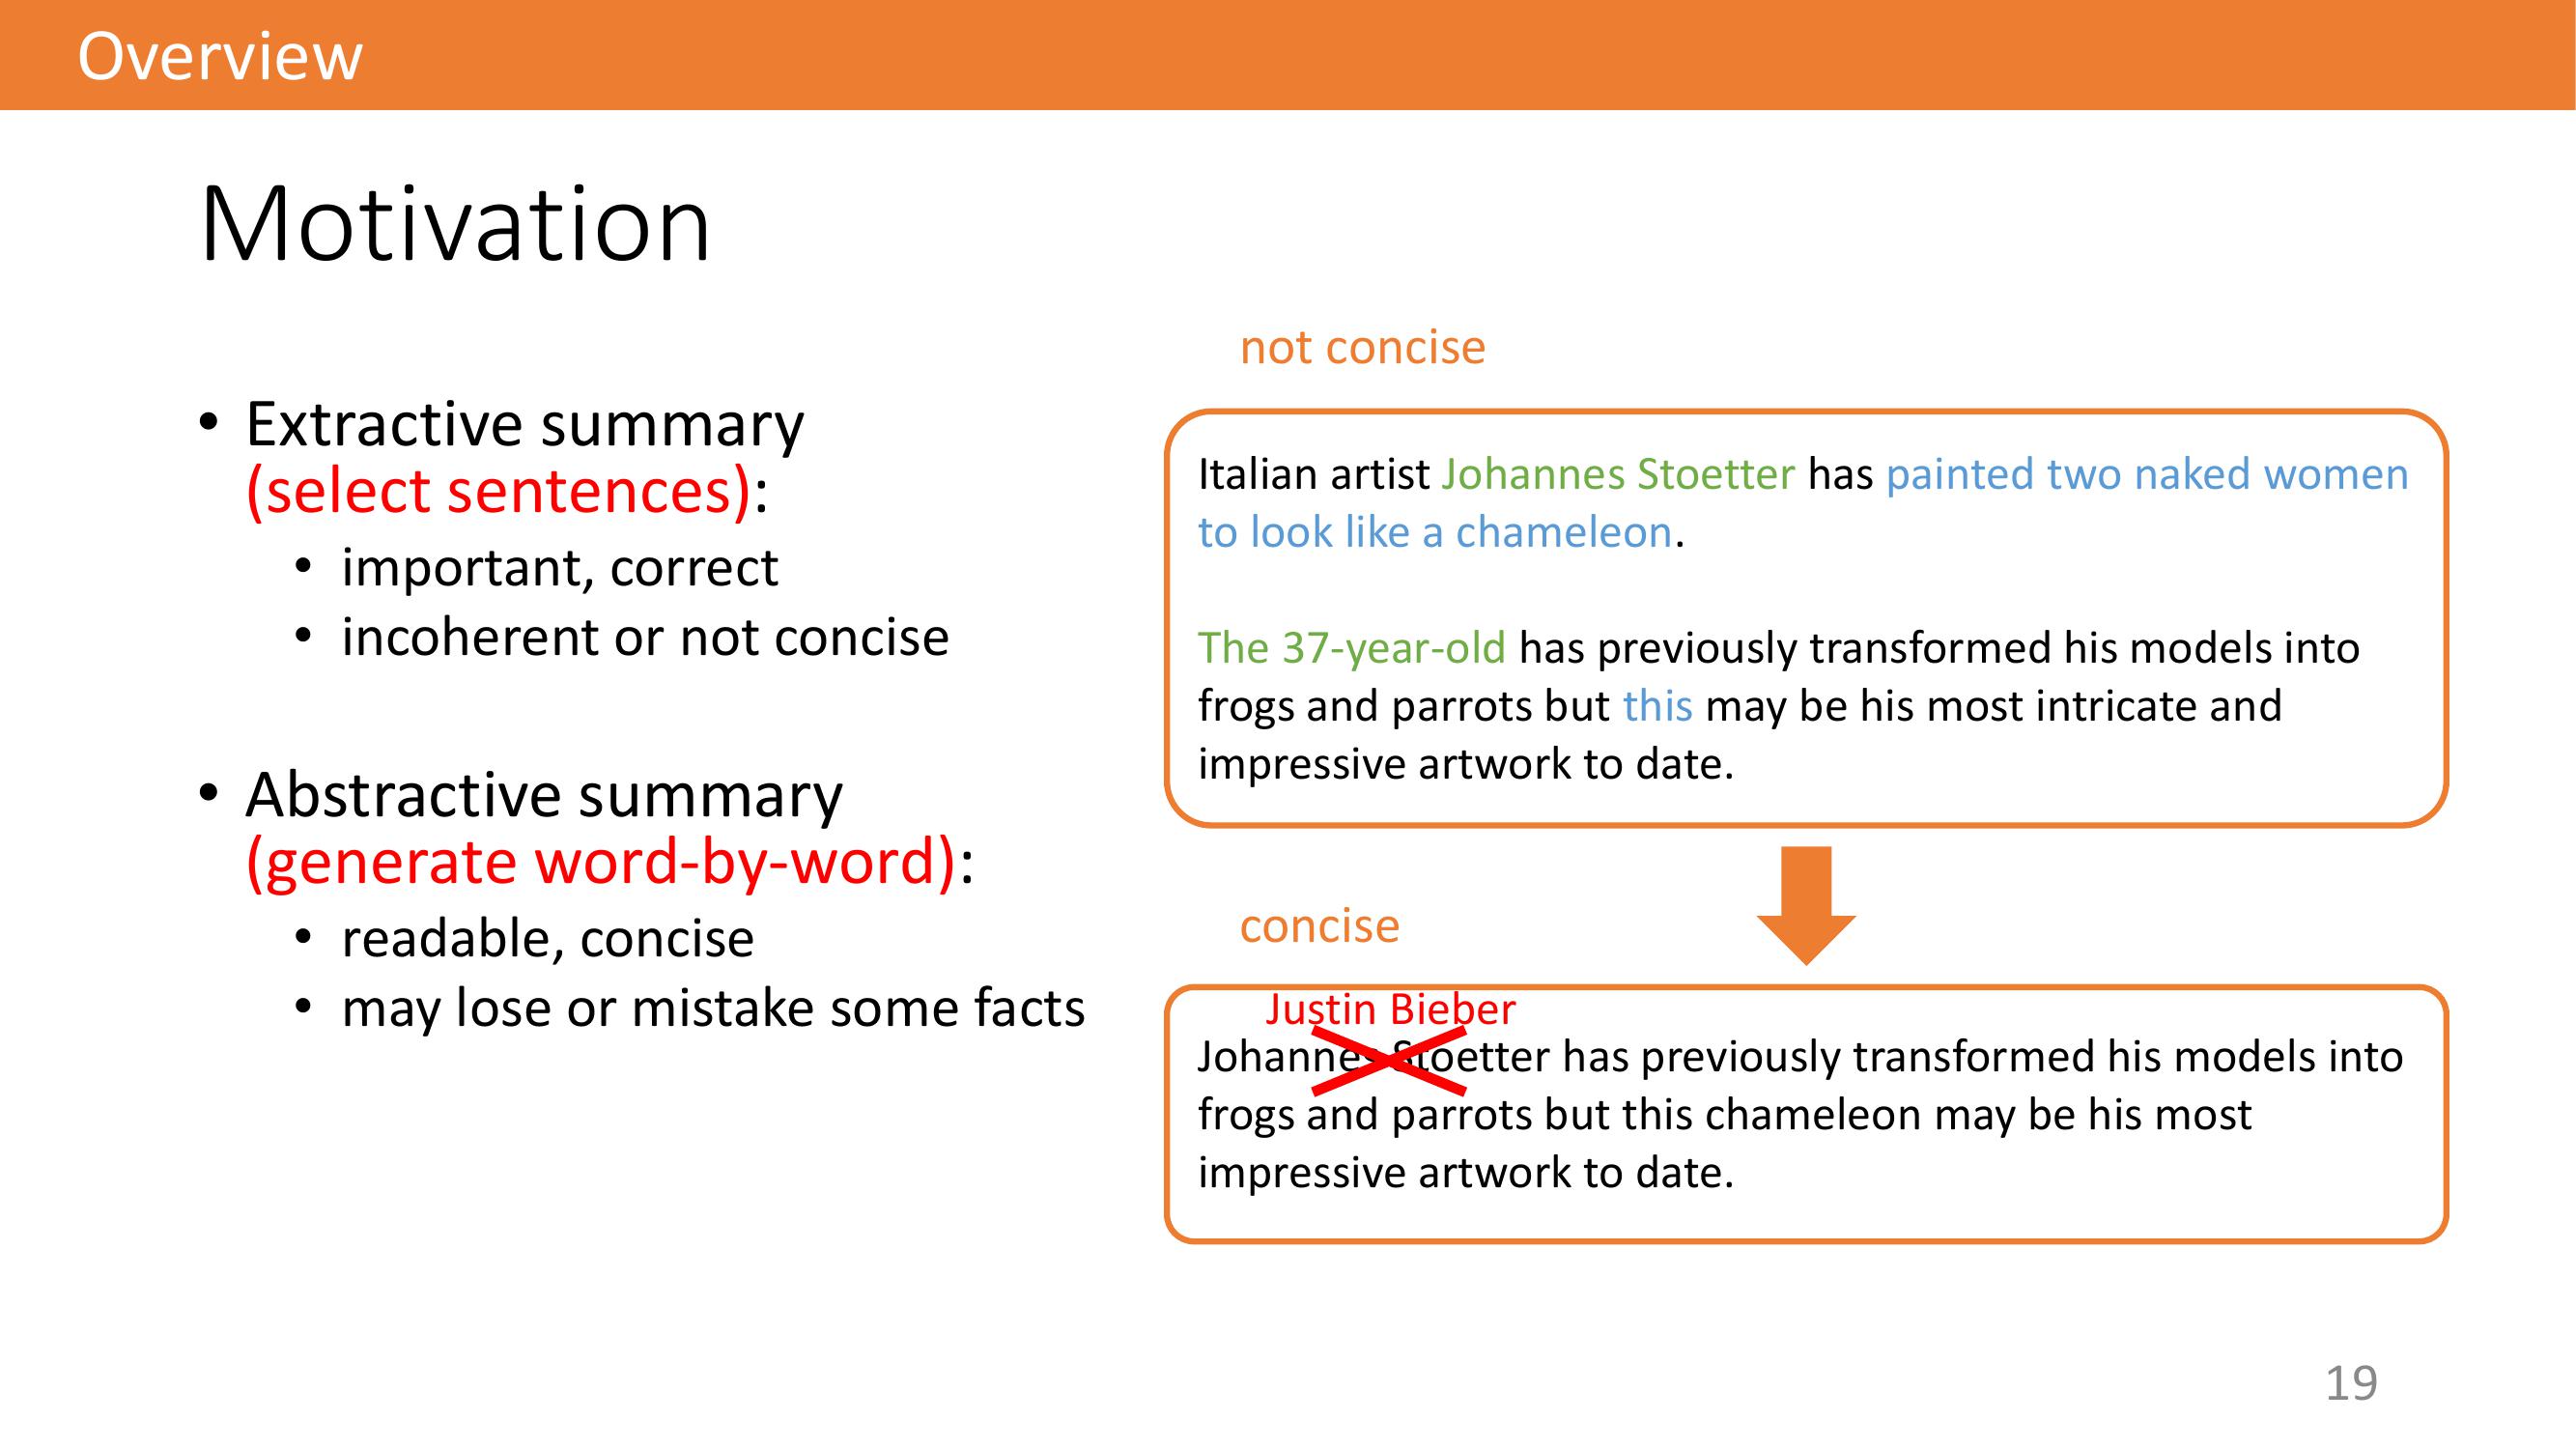 Overview
Motivation
• Extractive summary
(select sentences):
• important, correct
• incoherent or not concise
• Abstractive summary
(generate word-by-word):
• readable, concise
• may lose or mistake some facts
not concise
Italian artist Johannes Stoetter has painted two naked women
to look like a chameleon.
The 37-year-old has previously transformed his models into
frogs and parrots but this may be his most intricate and
impressive artwork to date.
concise
Justin Bieber
Johannes Stoetter has previously transformed his models into
frogs and parrots but this chameleon may be his most
impressive artwork to date.
19